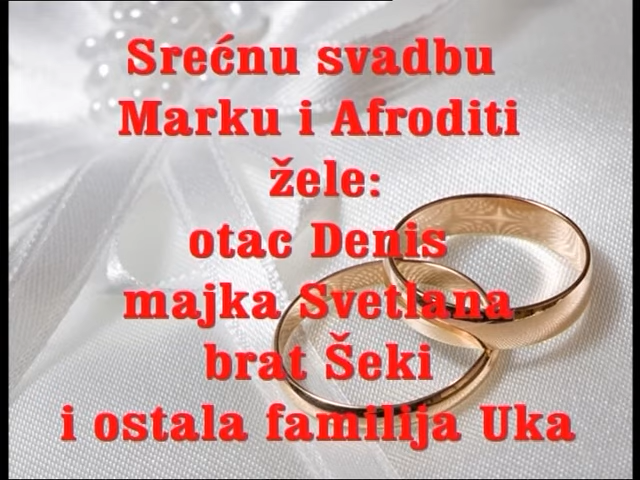 Srećnu svadbu
Marku i Afroditi
žele:
otac Denis
majka Svetlana
brat Šeki
i ostala familija Uka